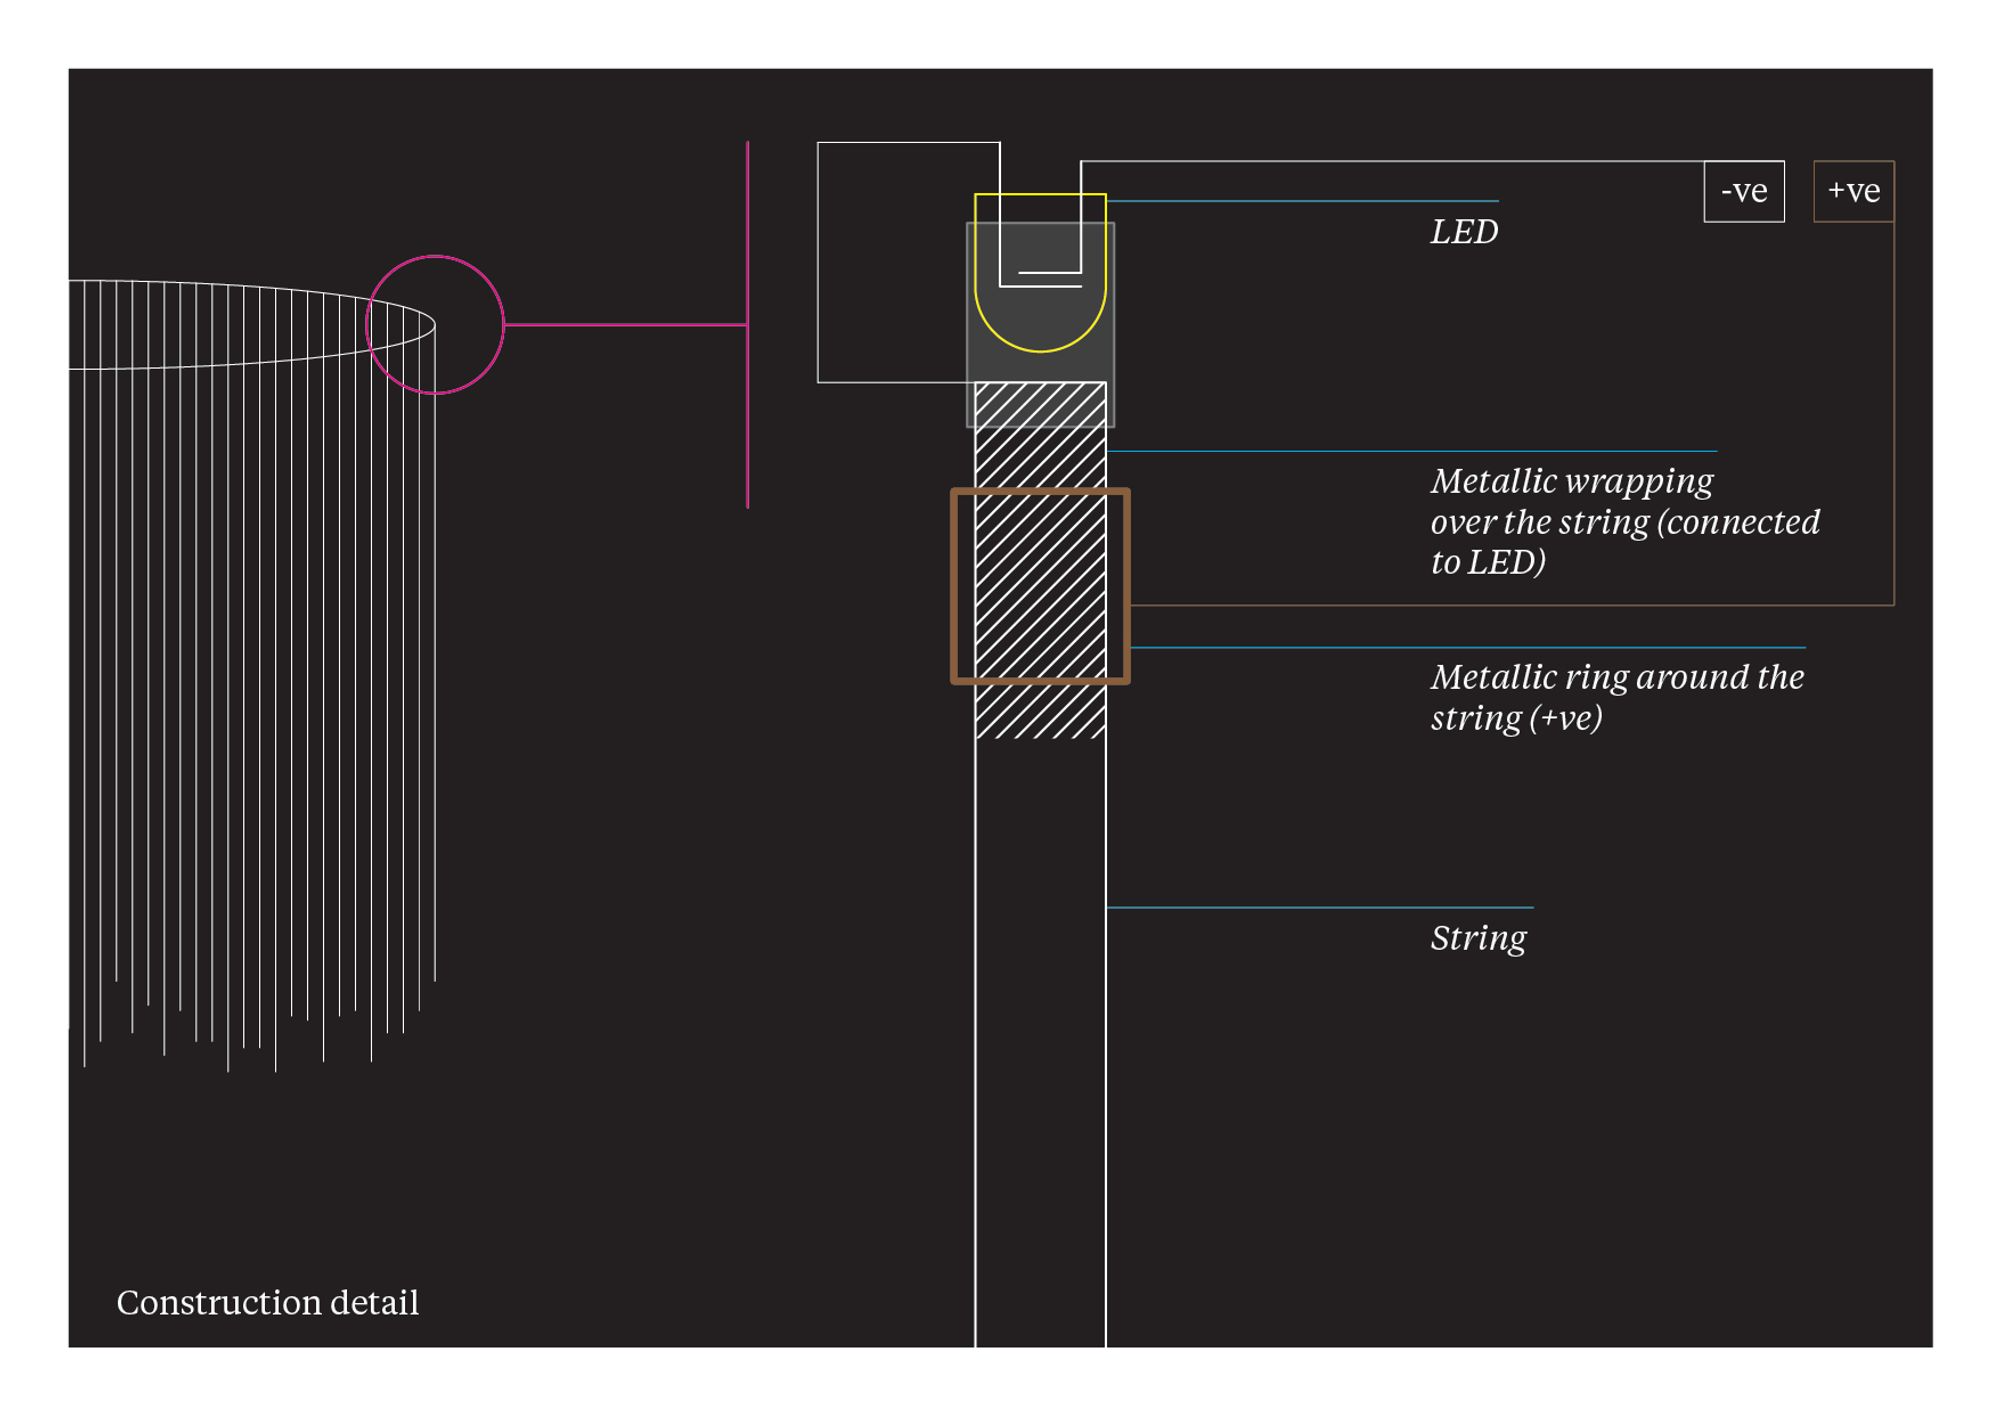 -ve
+ve
LED
Metallic wrapping
over the string (connected
to LED)
Metallic ring around the
string (+ve)
String
Construction detail